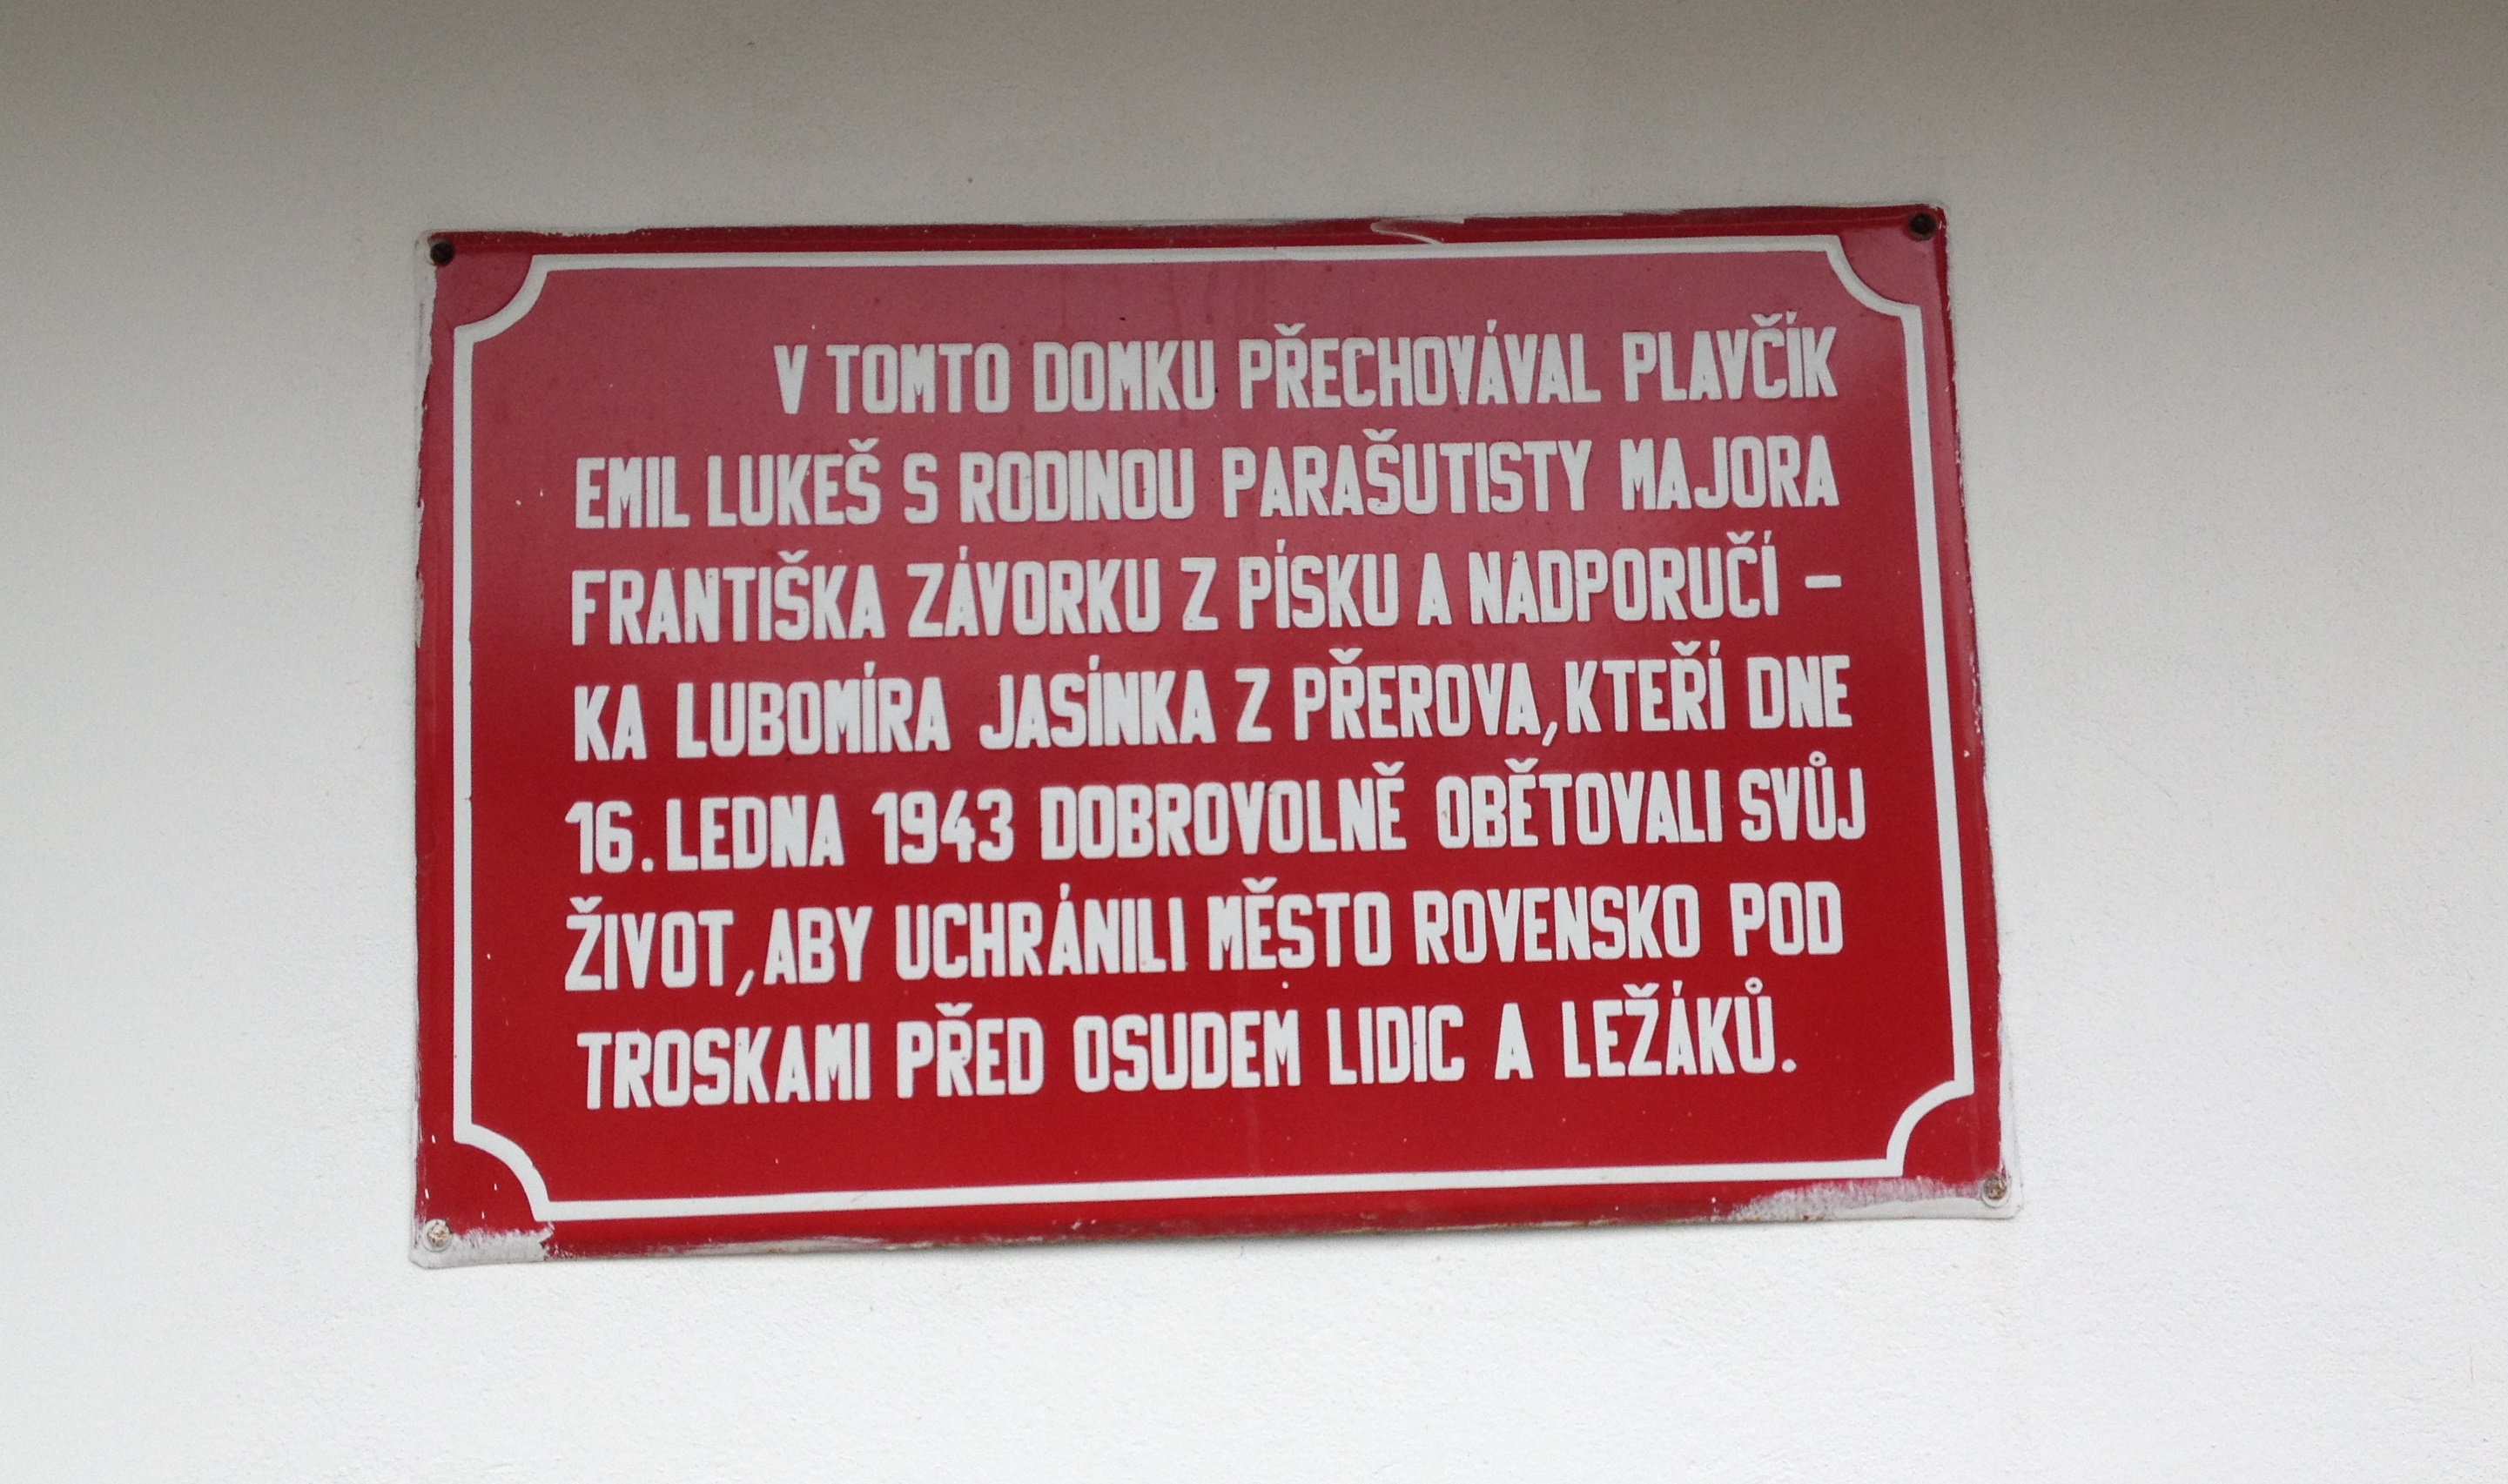 V TOMTO DOMKU PŘECHOVÁVAL PLAVČÍK
EMIL LUKEŠ S RODINOU PARAŠUTISTY MAJORA
FRANTIŠKA ZÁVORKU Z PÍSKU A NADPORUČÍ –
KA LUBOMÍRA JASÍNKA Z PŘEROVA, KTEŘÍ DNE
16. LEDNA 1943 DOBROVOLNĚ OBĚTOVALI SVŮJ
ŽIVOT, ABY UCHRÁNILI MĚSTO ROVENSKO POD
TROSKAMI PŘED OSUDEM LIDIC A LEŽÁKŮ.